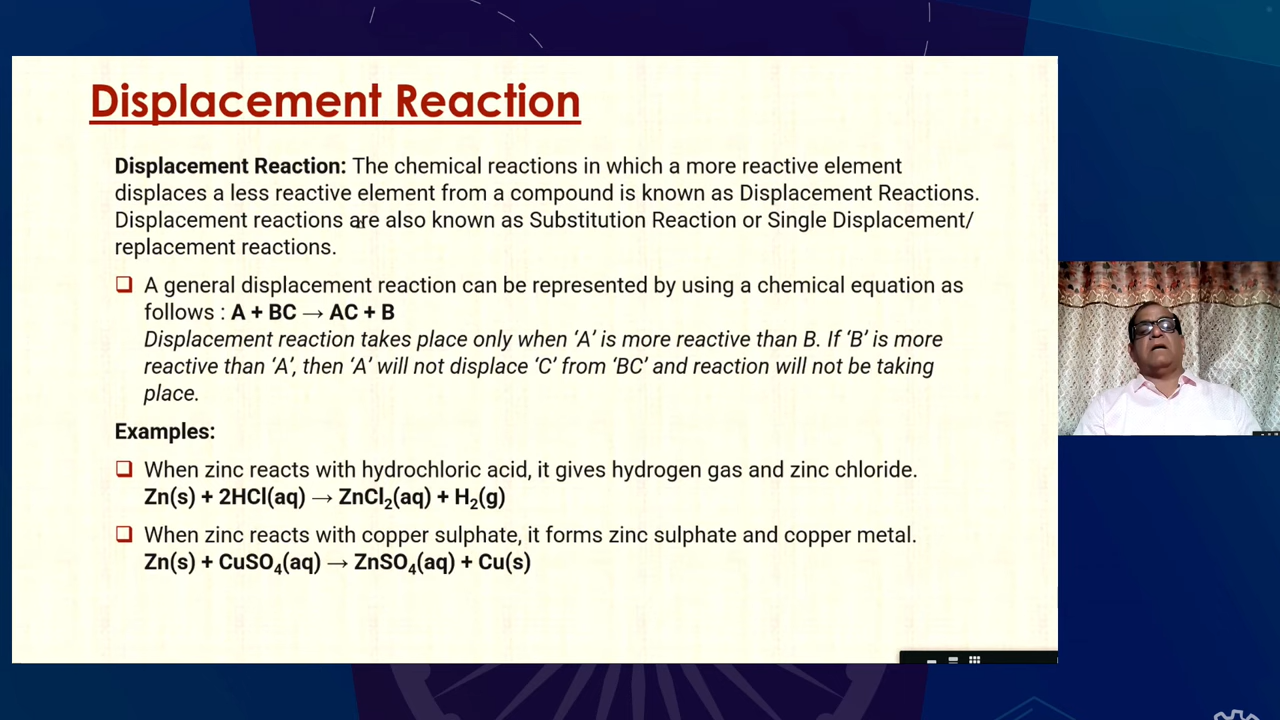 Displacement Reaction
Displacement Reaction: The chemical reactions in which a more reactive element
displaces a less reactive element from a compound is known as Displacement Reactions.
Displacement reactions are also known as Substitution Reaction or Single Displacement/
replacement reactions.
❑ A general displacement reaction can be represented by using a chemical equation as
follows : A + BC → AC + B
Displacement reaction takes place only when ‘A’ is more reactive than B. If ‘B’ is more
reactive than ‘A’, then ‘A’ will not displace ‘C’ from ‘BC’ and reaction will not be taking
place.
Examples:
❑ When zinc reacts with hydrochloric acid, it gives hydrogen gas and zinc chloride.
Zn(s) + 2HCl(aq) → ZnCl₂(aq) + H₂(g)
❑ When zinc reacts with copper sulphate, it forms zinc sulphate and copper metal.
Zn(s) + CuSO₄(aq) → ZnSO₄(aq) + Cu(s)